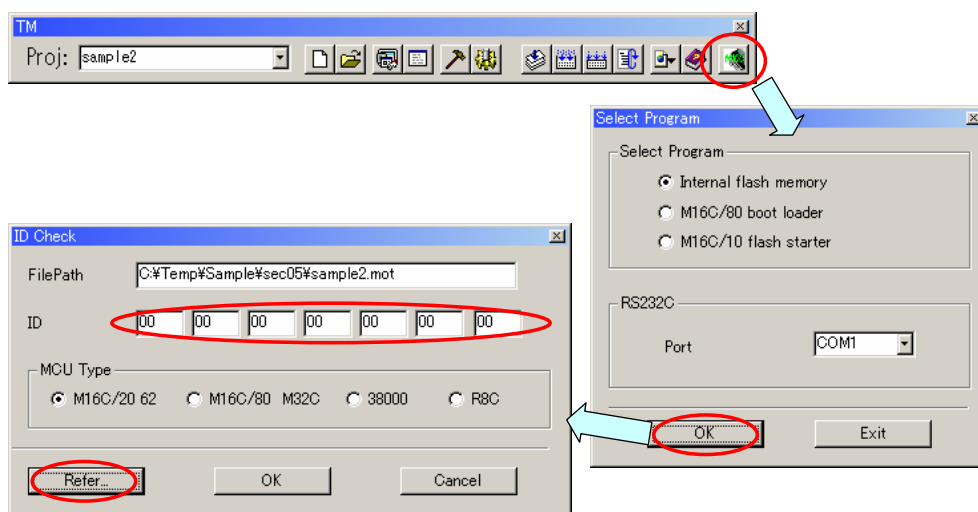 TM
Proj: sample2
Select Program
Select Program
Internal flash memory
M16C/80 boot loader
M16C/10 flash starter
RS232C
Port COM1
OK Exit
ID Check
FilePath C:¥Temp¥Sample¥sec05¥sample2.mot
ID 00 00 00 00 00 00 00
MCU Type
M16C/20 62 M16C/80 M32C 38000 R8C
Refer... OK Cancel